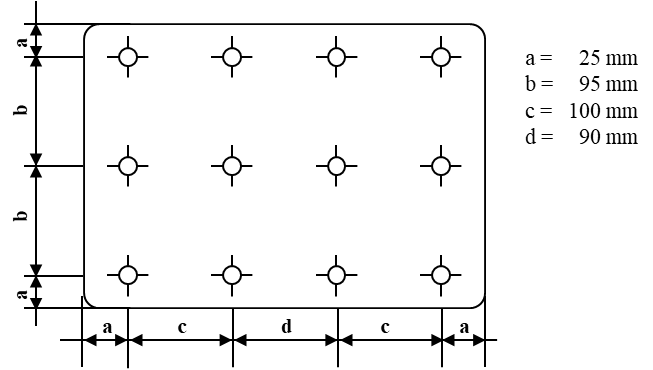 a
b
b
a
a c d c a
a = 25 mm
b = 95 mm
c = 100 mm
d = 90 mm